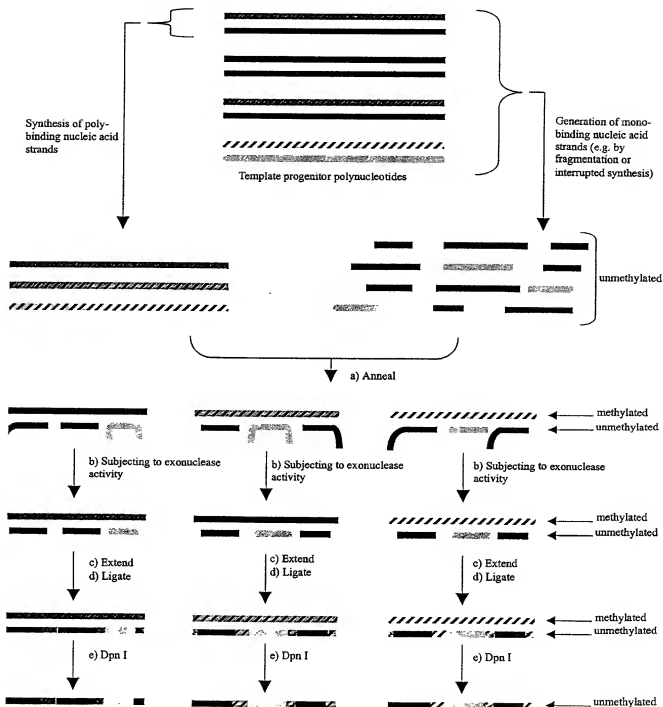 Synthesis of poly-
binding nucleic acid
strands
Generation of mono-
binding nucleic acid
strands (e.g. by
fragmentation or
interrupted synthesis)
Template progenitor polynucleotides
unmethylated
a) Anneal
methylated
unmethylated
b) Subjecting to exonuclease
activity
b) Subjecting to exonuclease
activity
b) Subjecting to exonuclease
activity
methylated
unmethylated
c) Extend
d) Ligate
c) Extend
d) Ligate
c) Extend
d) Ligate
methylated
unmethylated
e) Dpn I
e) Dpn I
e) Dpn I
unmethylated